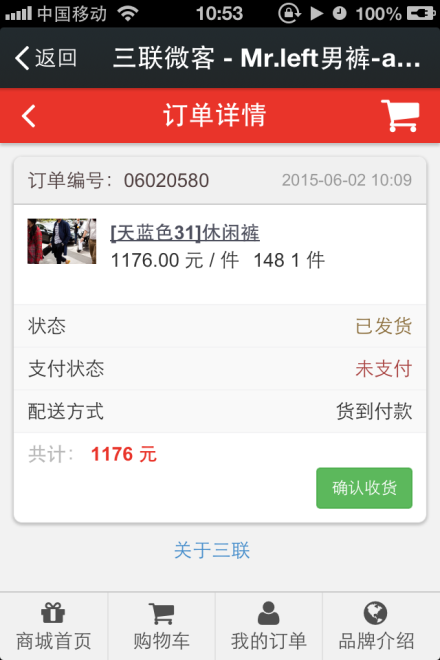 中国移动 10:53 100%
返回 三联微客 - Mr.left男裤-a...
订单详情
订单编号：06020580 2015-06-02 10:09
[天蓝色31]休闲裤
1176.00 元 / 件 148 1 件
状态 已发货
支付状态 未支付
配送方式 货到付款
共计： 1176 元
确认收货
关于三联
商城首页 购物车 我的订单 品牌介绍